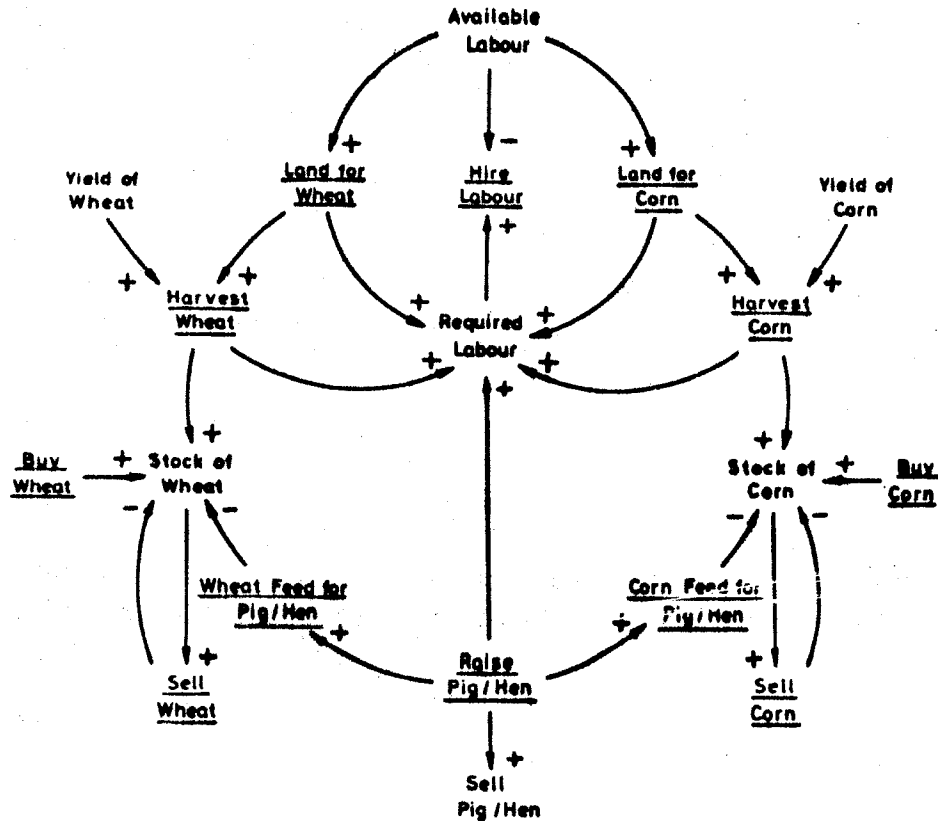 Available
Labour
+
-
+
Land for
Wheat
Hire
Labour
Land for
Corn
Yield of
Wheat
Yield of
Corn
+
+
+
+
+
Harvest
Wheat
+
+
Required
Labour
Harvest
Corn
+
+
+
+
+
Buy
Wheat
+
Stock of
Wheat
Stock of
Corn
+
Buy
Corn
-
-
-
-
Wheat Feed for
Pig/Hen
Corn Feed for
Pig/Hen
+
+
+
Sell
Wheat
Raise
Pig/Hen
+
Sell
Corn
+
Sell
Pig/Hen